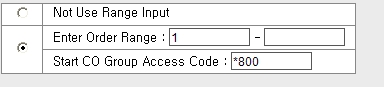 Not Use Range Input
Enter Order Range : 1 -
Start CO Group Access Code : *800